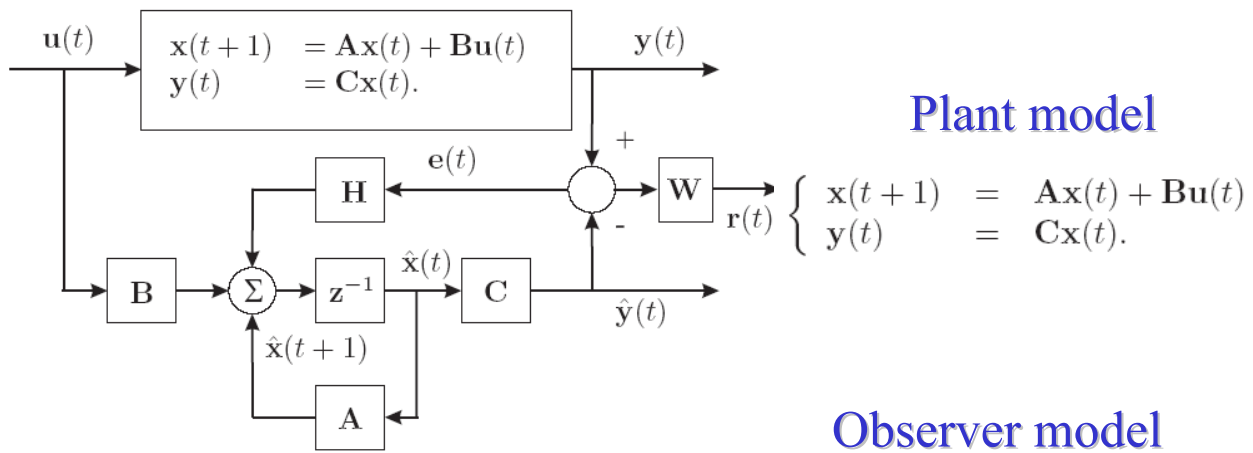 u(t)
x(t + 1) = Ax(t) + Bu(t)
y(t) = Cx(t).
y(t)
Plant model
+
e(t)
H
W
r(t)
-
{ x(t + 1) = Ax(t) + Bu(t)
y(t) = Cx(t).
B
Σ
z⁻¹
x̂(t)
C
ŷ(t)
x̂(t + 1)
A
Observer model